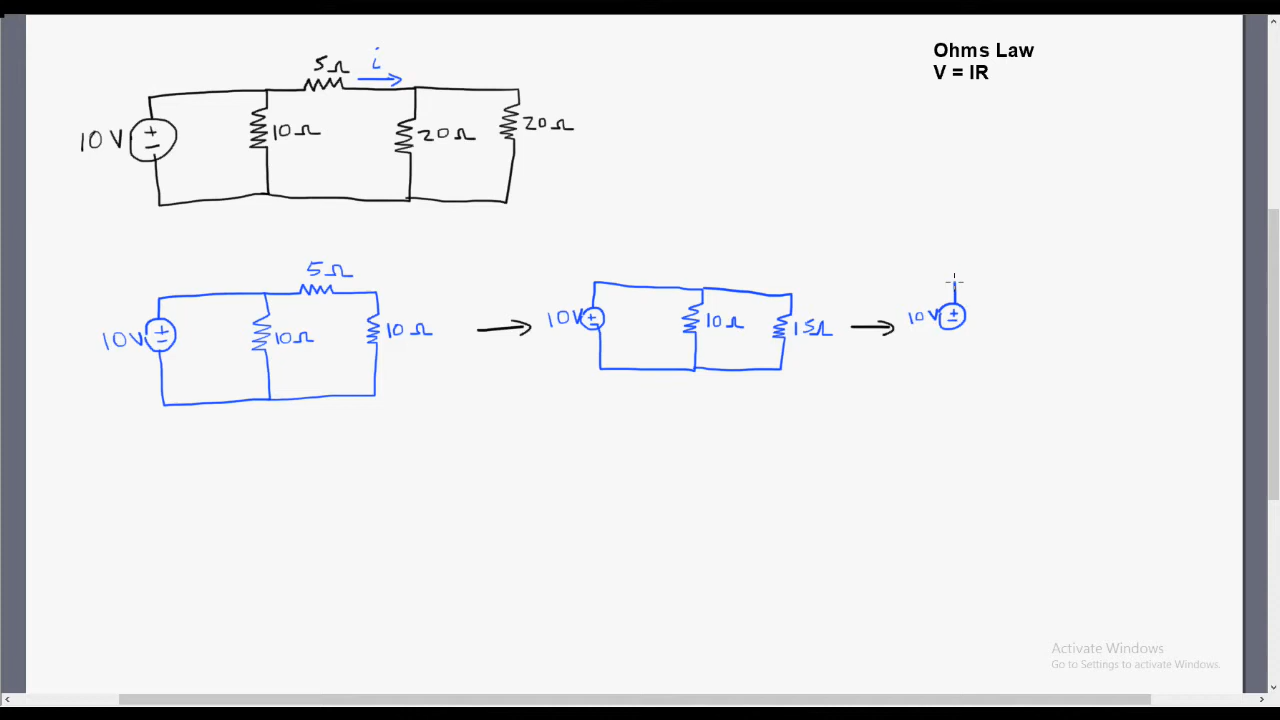 Ohms Law
V = IR
5Ω
i
10V
+
-
10Ω
20Ω
20Ω
5Ω
10V
+
-
10Ω
10Ω
10V
+
-
10Ω
15Ω
10V
+
-
Activate Windows
Go to Settings to activate Windows.